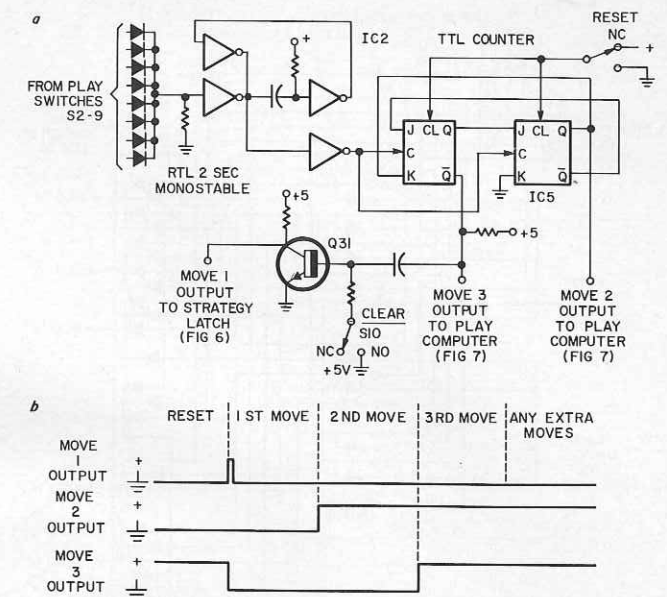 a
IC2
TTL COUNTER
RESET
NC
+
+
FROM PLAY
SWITCHES
S2-9
RTL 2 SEC
MONOSTABLE
J CL Q
C
K Q
J CL Q
C
K Q
IC5
+5
+5
Q31
MOVE 1
OUTPUT
TO STRATEGY
LATCH
(FIG 6)
CLEAR
S10
NC
NO
+5V
MOVE 3
OUTPUT
TO PLAY
COMPUTER
(FIG 7)
MOVE 2
OUTPUT
TO PLAY
COMPUTER
(FIG 7)
b
RESET
1 ST MOVE
2ND MOVE
3RD MOVE
ANY EXTRA
MOVES
MOVE
1
OUTPUT
+
MOVE
2
OUTPUT
+
MOVE
3
OUTPUT
+